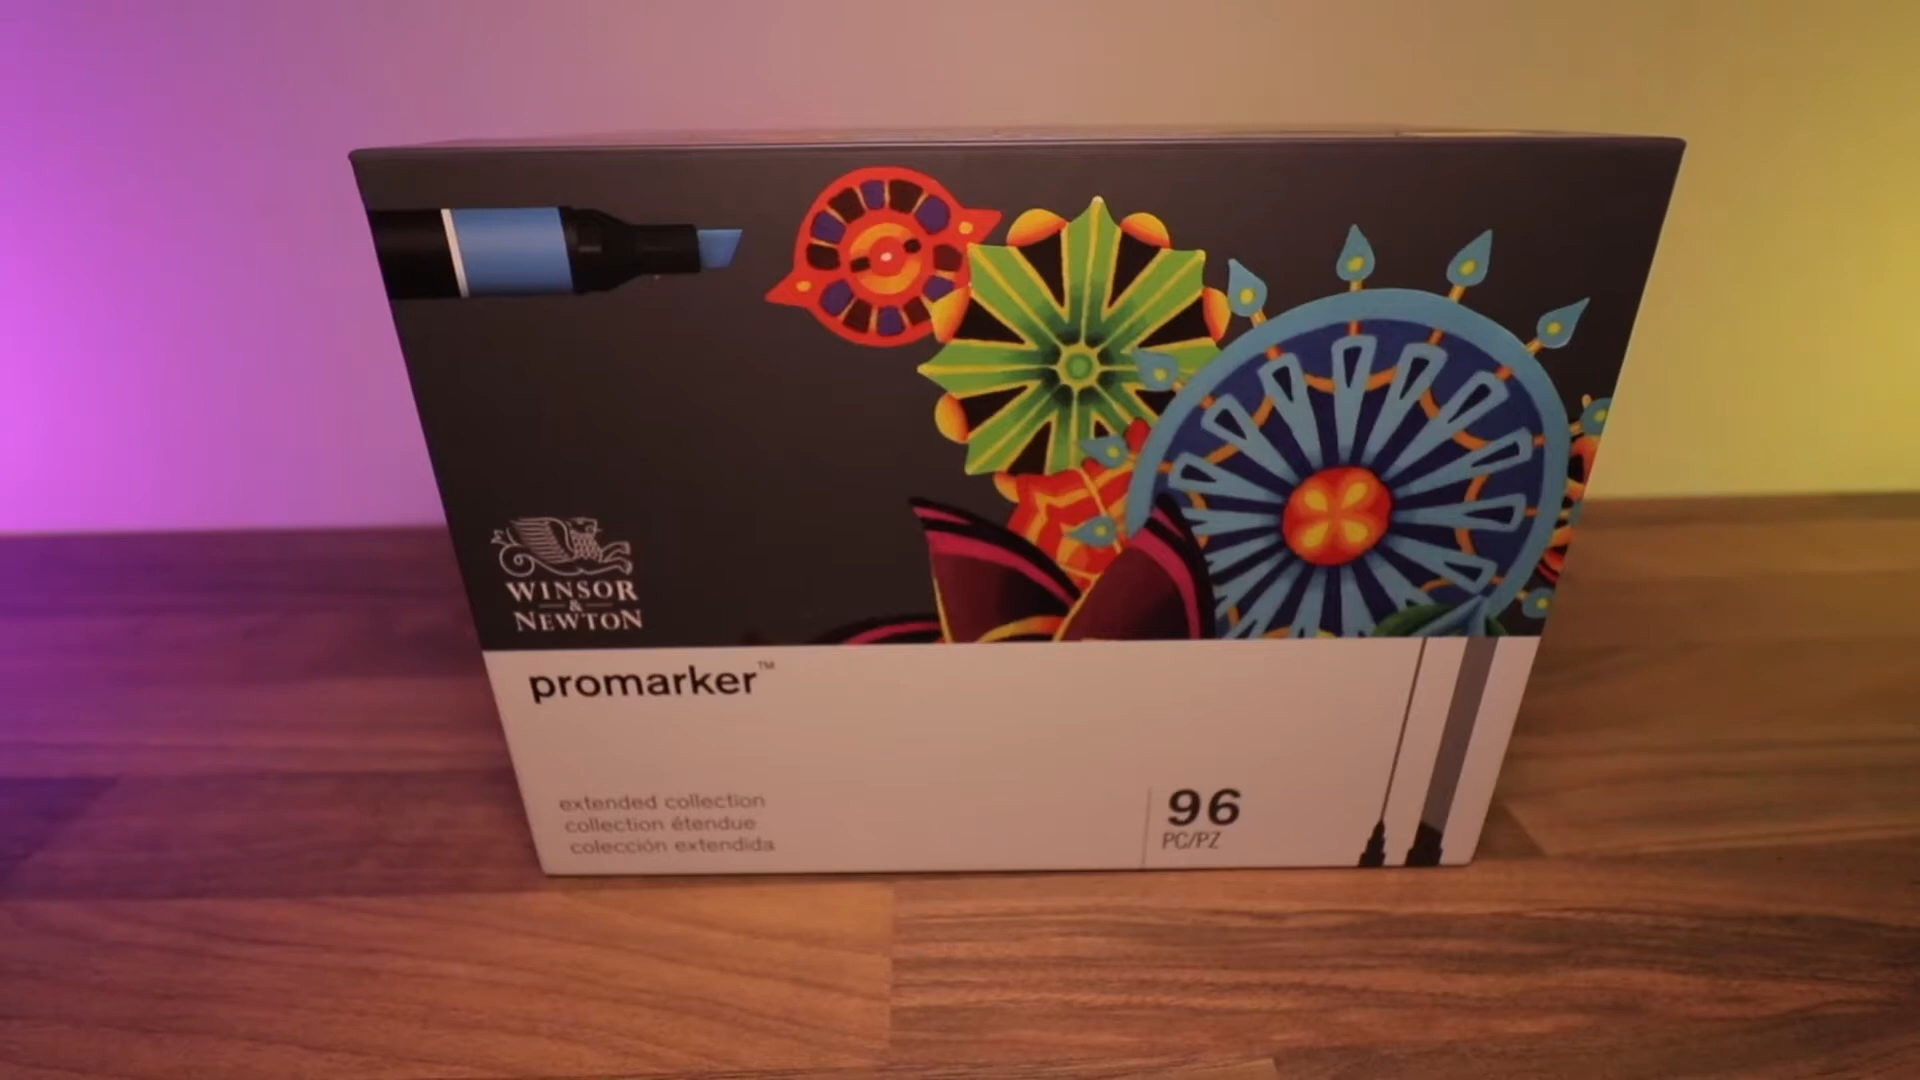 WINSOR
&
NEWTON
promarker™
extended collection
collection étendue
colección extendida
96
PC/PZ